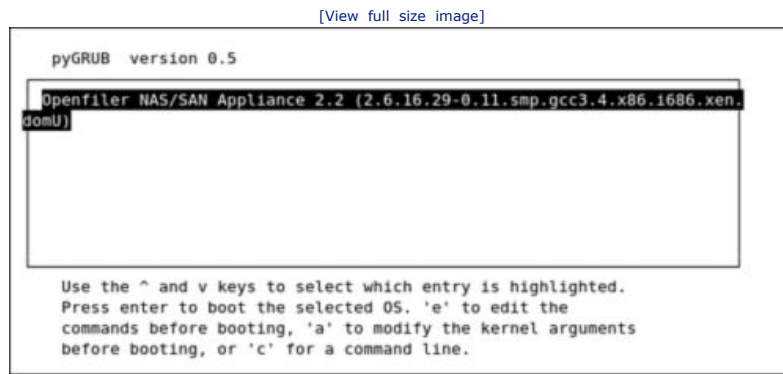 [View full size image]
pyGRUB version 0.5
Openfiler NAS/SAN Appliance 2.2 (2.6.16.29-0.11.smp.gcc3.4.x86.i686.xen.
domU)
Use the ^ and v keys to select which entry is highlighted.
Press enter to boot the selected OS. 'e' to edit the
commands before booting, 'a' to modify the kernel arguments
before booting, or 'c' for a command line.